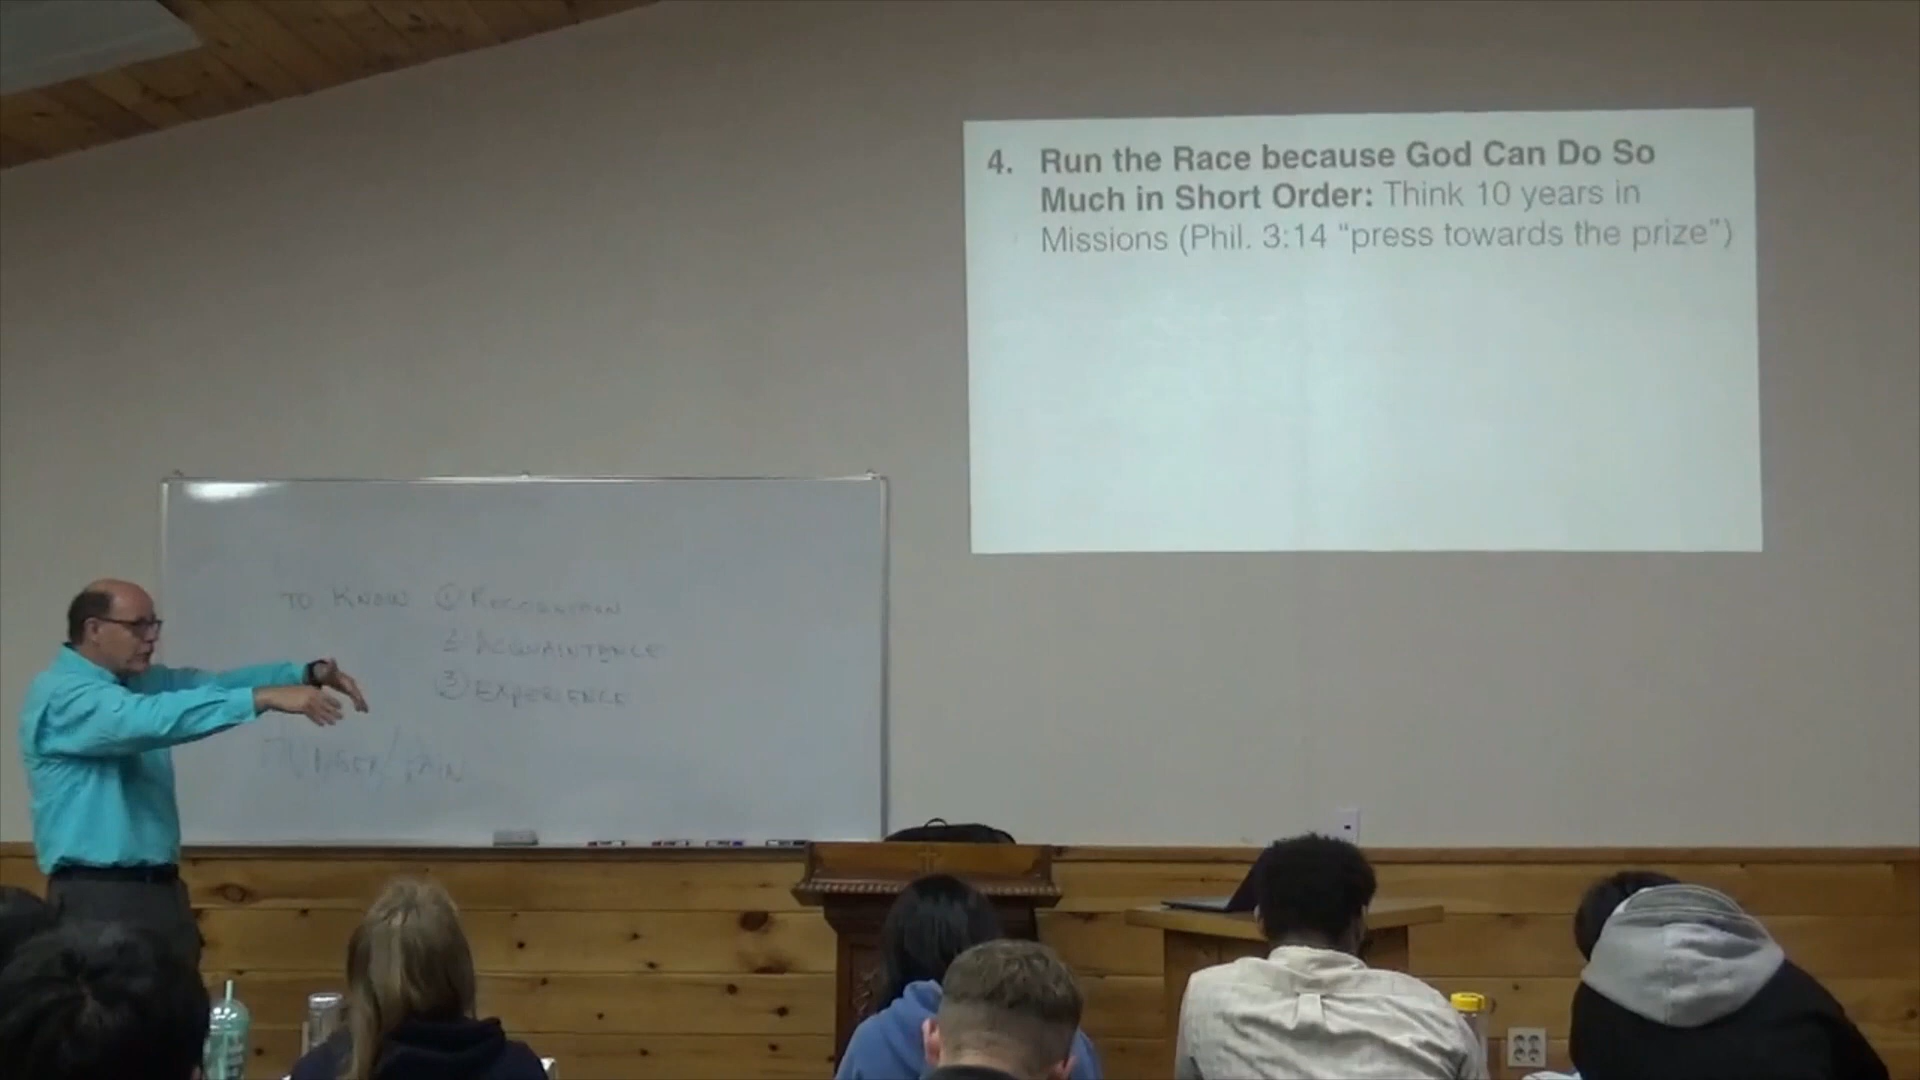 4. Run the Race because God Can Do So
Much in Short Order: Think 10 years in
Missions (Phil. 3:14 "press towards the prize")
TO KNOW ① RECOGNITION
2 ACQUAINTENCE
③ EXPERIENCE
/ PAIN